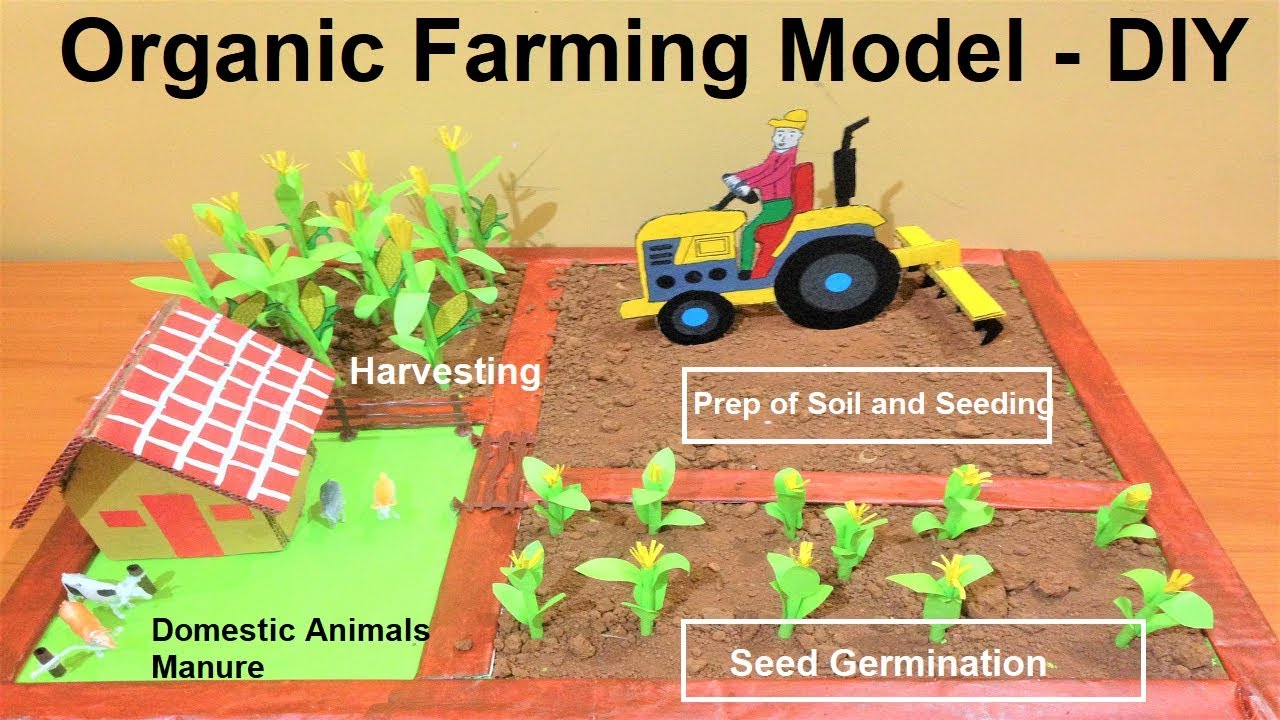 Organic Farming Model - DIY
Harvesting
Prep of Soil and Seeding
Domestic Animals
Manure
Seed Germination